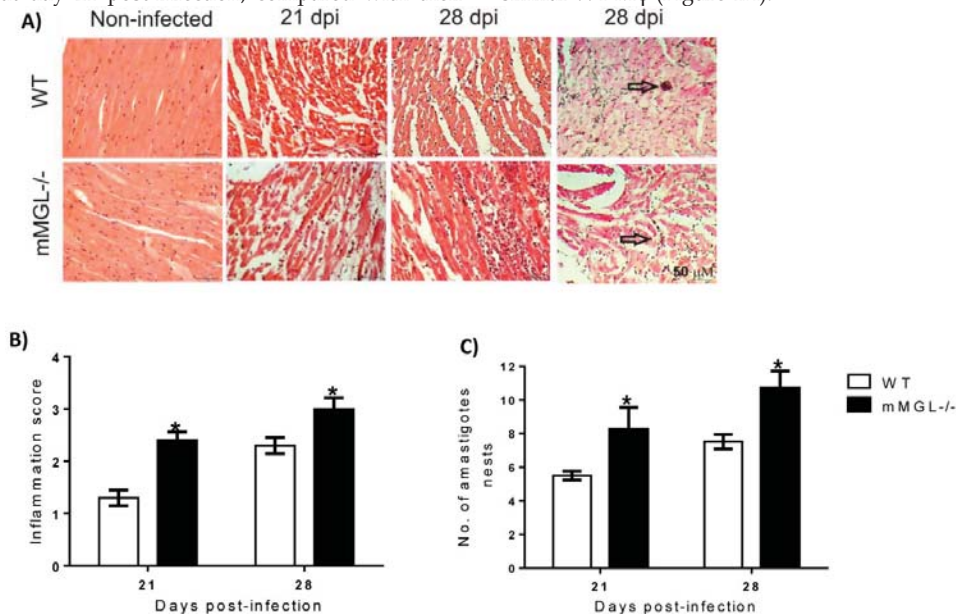 A)
Non-infected 21 dpi 28 dpi 28 dpi
WT
mMGL-/-
50 µM
B)
Inflammation score
4
3
2
1
0
21 28
Days post-infection
*
*
C)
No. of amastigotes
nests
12
10
8
6
4
2
0
21 28
Days post-infection
*
*
WT
mMGL-/-